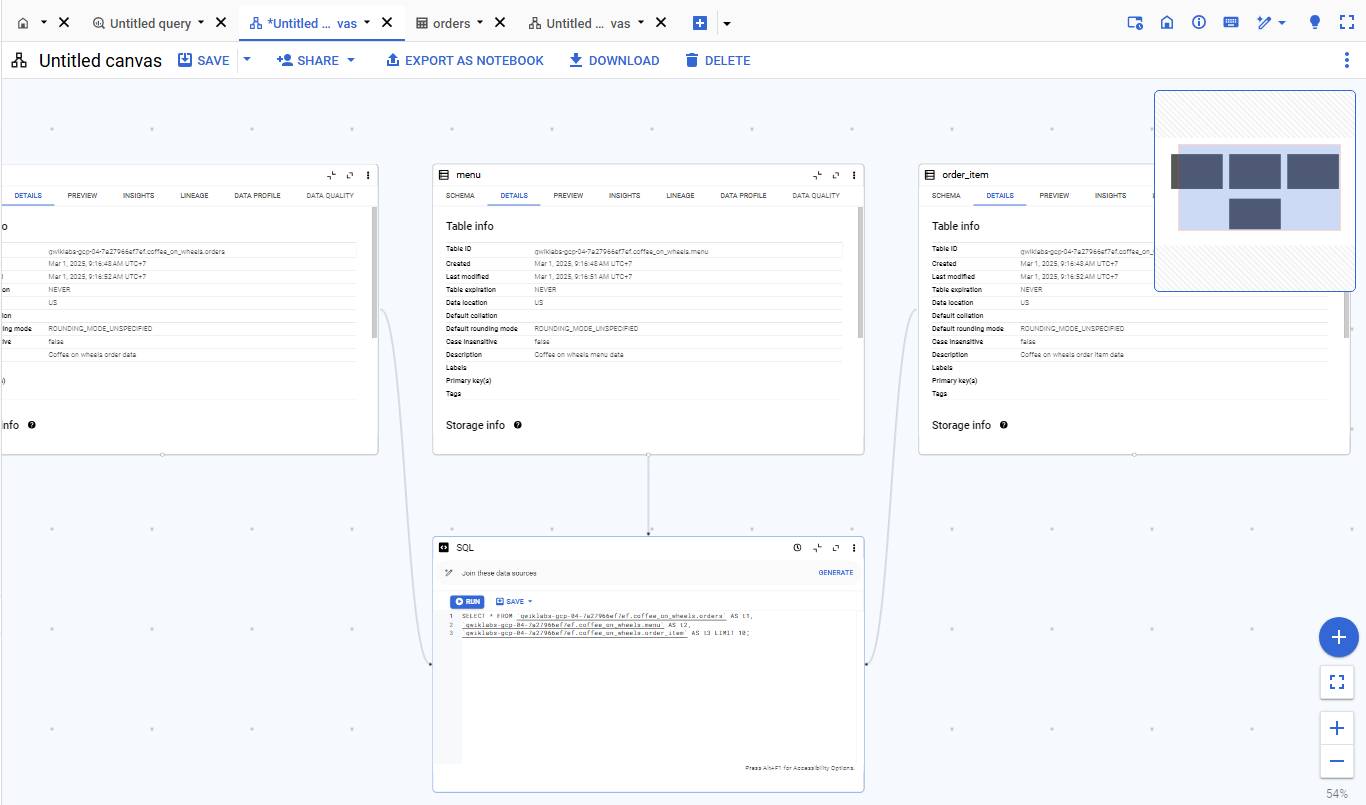 Untitled query
*Untitled ... vas
orders
Untitled ... vas
Untitled canvas
SAVE
SHARE
EXPORT AS NOTEBOOK
DOWNLOAD
DELETE
DETAILS PREVIEW INSIGHTS LINEAGE DATA PROFILE DATA QUALITY
o
qwiklabs-gcp-04-7a27966ef7ef.coffee_on_wheels.orders
Mar 1, 2025, 9:16:48 AM UTC+7
Mar 1, 2025, 9:16:52 AM UTC+7
on NEVER
US
ion
ing mode ROUNDING_MODE_UNSPECIFIED
ive false
Coffee on wheels order data
s)
info
menu
SCHEMA DETAILS PREVIEW INSIGHTS LINEAGE DATA PROFILE DATA QUALITY
Table info
Table ID qwiklabs-gcp-04-7a27966ef7ef.coffee_on_wheels.menu
Created Mar 1, 2025, 9:16:48 AM UTC+7
Last modified Mar 1, 2025, 9:16:51 AM UTC+7
Table expiration NEVER
Data location US
Default collation
Default rounding mode ROUNDING_MODE_UNSPECIFIED
Case insensitive false
Description Coffee on wheels menu data
Labels
Primary key(s)
Tags
Storage info
order_item
SCHEMA DETAILS PREVIEW INSIGHTS
Table info
Table ID qwiklabs-gcp-04-7a27966ef7ef.coffee_on_
Created Mar 1, 2025, 9:16:48 AM UTC+7
Last modified Mar 1, 2025, 9:16:52 AM UTC+7
Table expiration NEVER
Data location US
Default collation
Default rounding mode ROUNDING_MODE_UNSPECIFIED
Case insensitive false
Description Coffee on wheels order item data
Labels
Primary key(s)
Tags
Storage info
SQL
Join these data sources
GENERATE
RUN SAVE
1 SELECT * FROM `qwiklabs-gcp-04-7a27966ef7ef.coffee_on_wheels.orders` AS t1,
2 `qwiklabs-gcp-04-7a27966ef7ef.coffee_on_wheels.menu` AS t2,
3 `qwiklabs-gcp-04-7a27966ef7ef.coffee_on_wheels.order_item` AS t3 LIMIT 10;
Press Alt+F1 for Accessibility Options.
54%